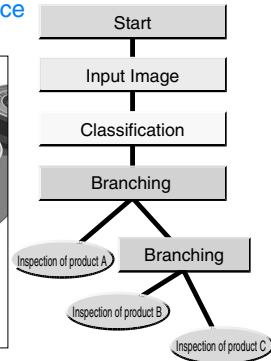 ce
Start
Input Image
Classification
Branching
Inspection of product A
Branching
Inspection of product B
Inspection of product C